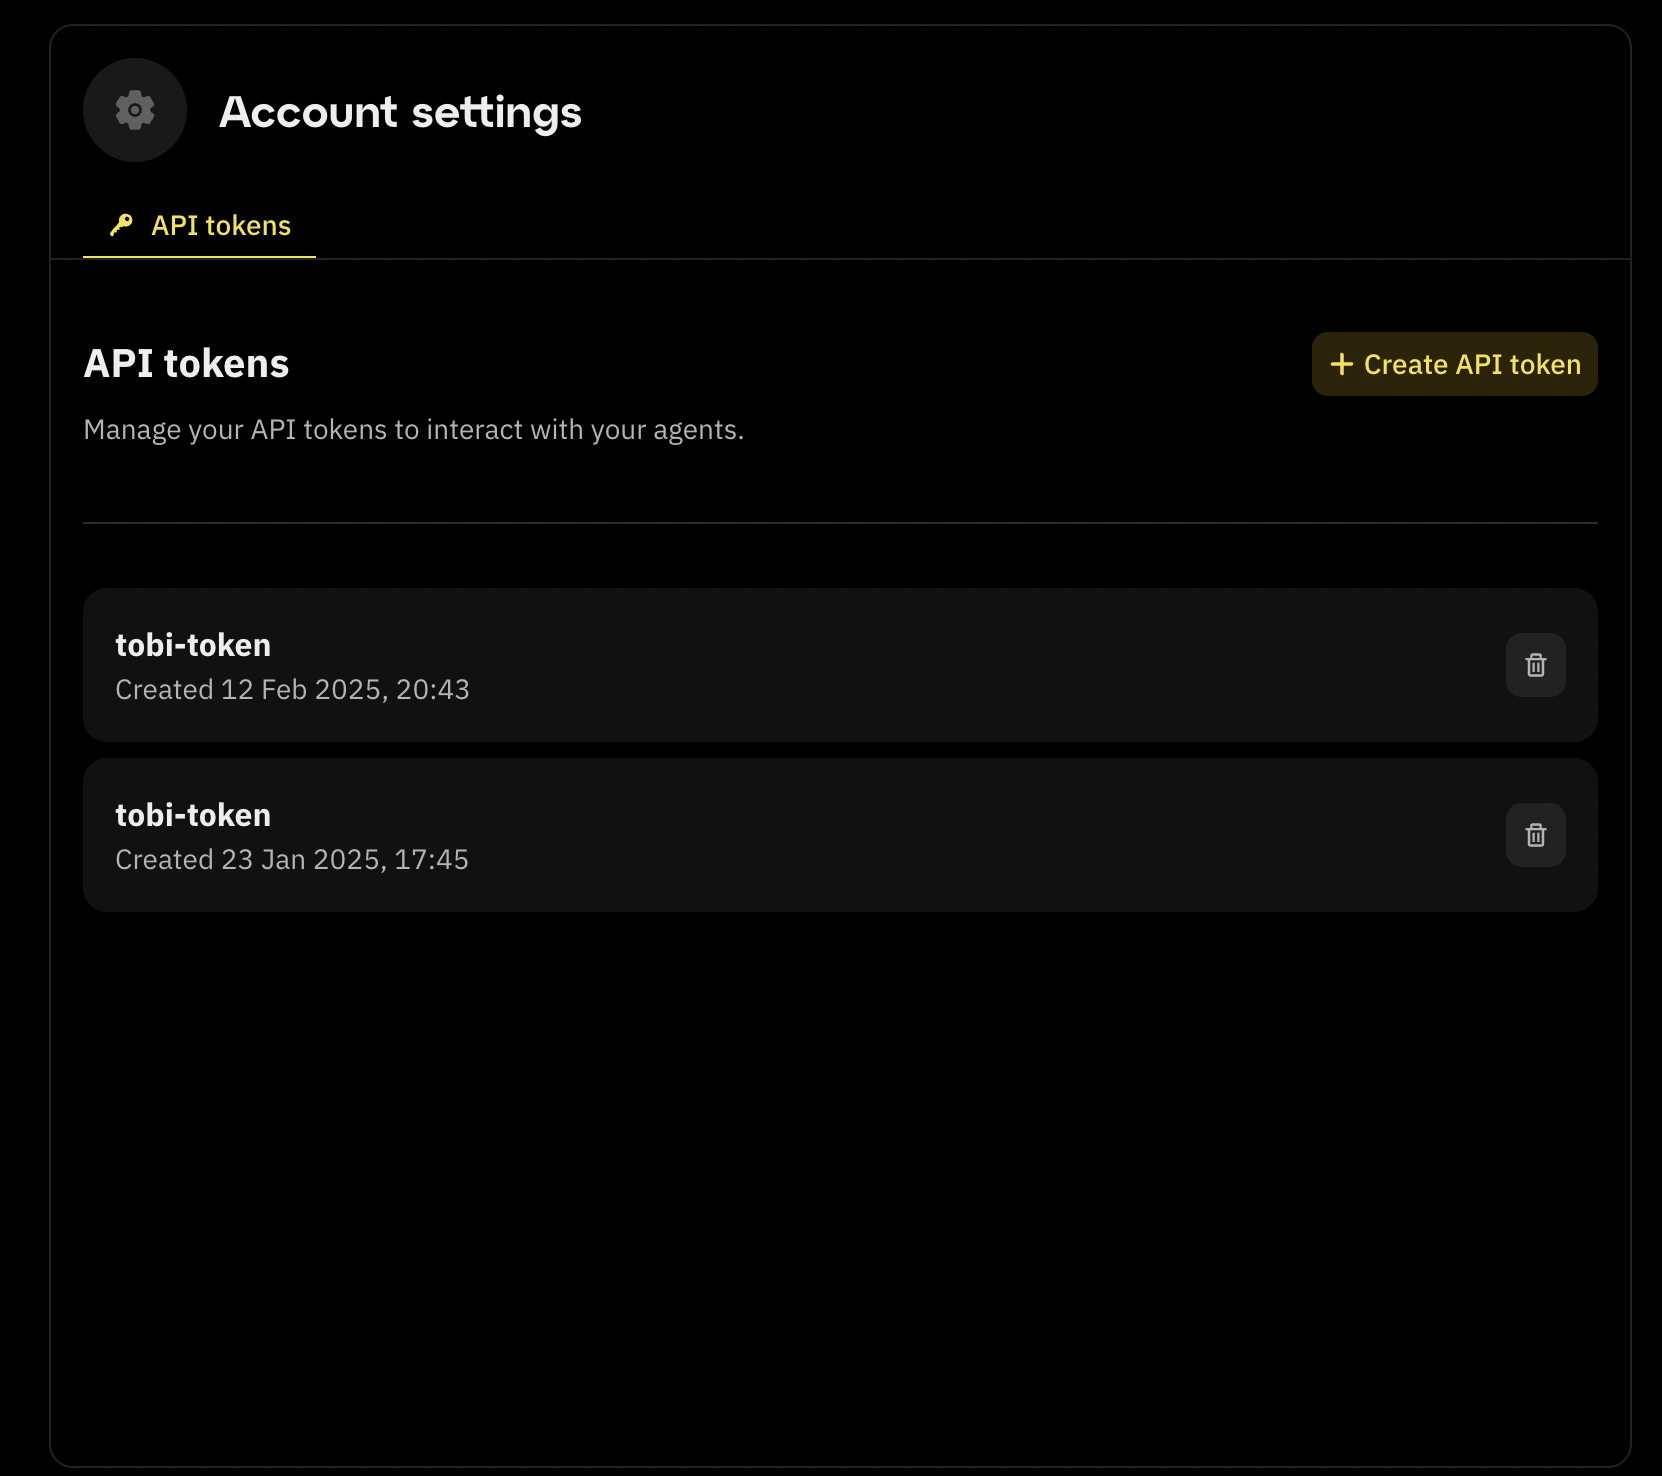 Account settings
API tokens
API tokens
Create API token
Manage your API tokens to interact with your agents.
tobi-token
Created 12 Feb 2025, 20:43
tobi-token
Created 23 Jan 2025, 17:45